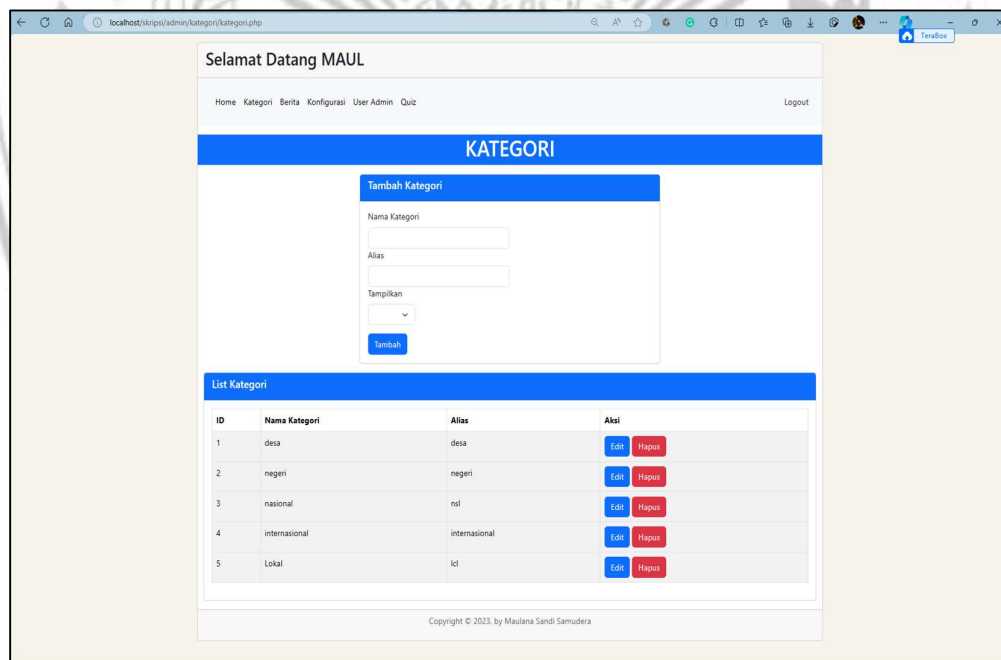 localhost/skripsi/admin/kategori/kategori.php
TeraBox
Selamat Datang MAUL
Home Kategori Berita Konfigurasi User Admin Quiz Logout
KATEGORI
Tambah Kategori
Nama Kategori
Alias
Tampilkan
Tambah
List Kategori
ID Nama Kategori Alias Aksi
1 desa desa Edit Hapus
2 negeri negeri Edit Hapus
3 nasional nsl Edit Hapus
4 internasional internasional Edit Hapus
5 Lokal lcl Edit Hapus
Copyright © 2023, by Maulana Sandi Samudera